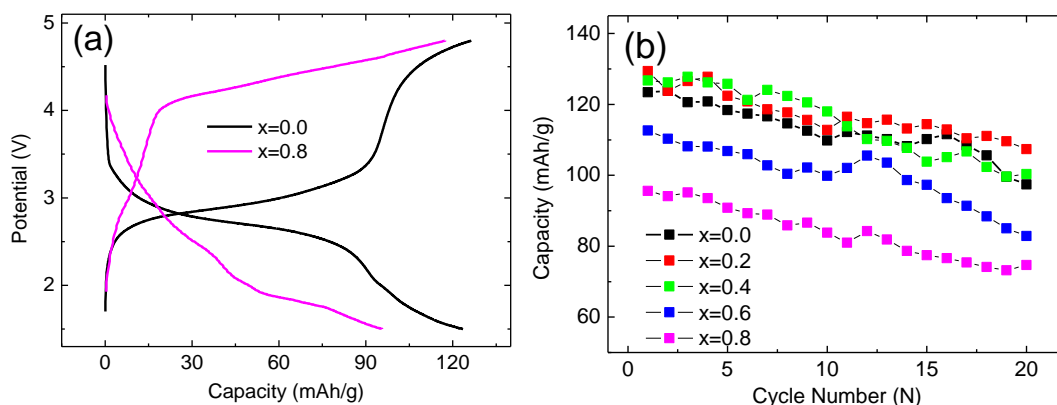 (a)
5
4
3
2
Potential (V)
x=0.0
x=0.8
0 30 60 90 120
Capacity (mAh/g)
(b)
140
120
100
80
60
Capacity (mAh/g)
x=0.0
x=0.2
x=0.4
x=0.6
x=0.8
0 5 10 15 20
Cycle Number (N)